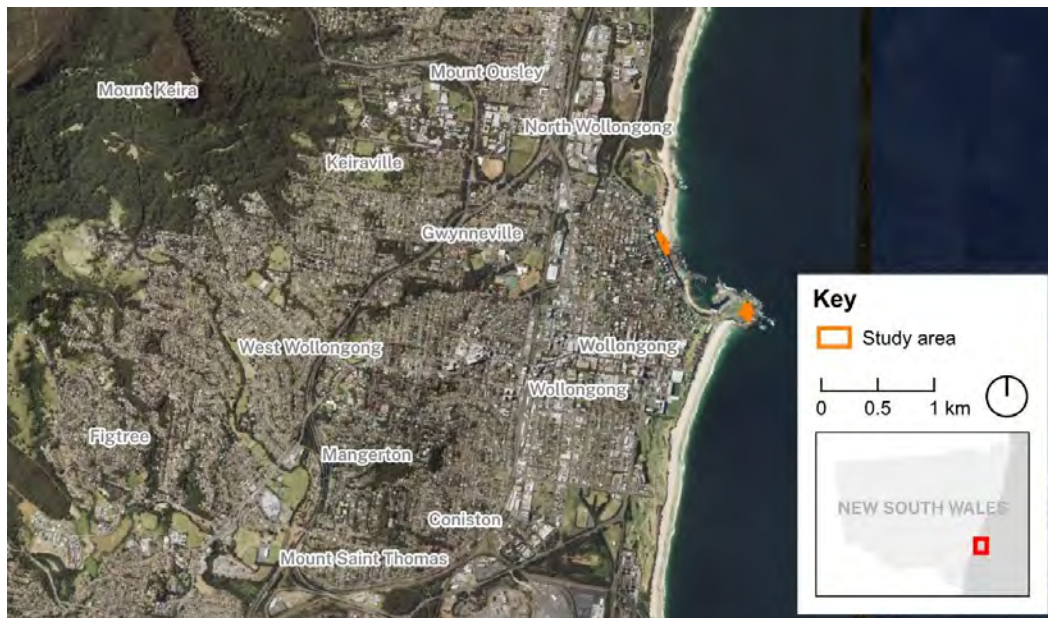 Mount Ousley
Mount Keira
North Wollongong
Keiraville
Gwynneville
West Wollongong
Wollongong
Wollongong
Figtree
Mangerton
Coniston
Mount Saint Thomas
Key
Study area
0 0.5 1 km
NEW SOUTH WALES